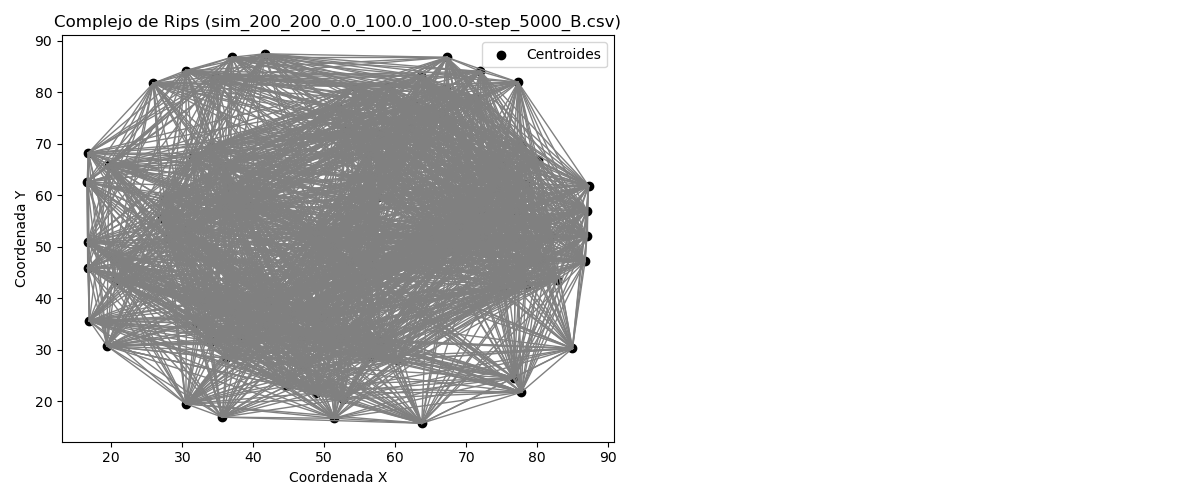 Complejo de Rips (sim_200_200_0.0_100.0_100.0-step_5000_B.csv)
Centroides
Coordenada Y
90
80
70
60
50
40
30
20
20 30 40 50 60 70 80 90
Coordenada X